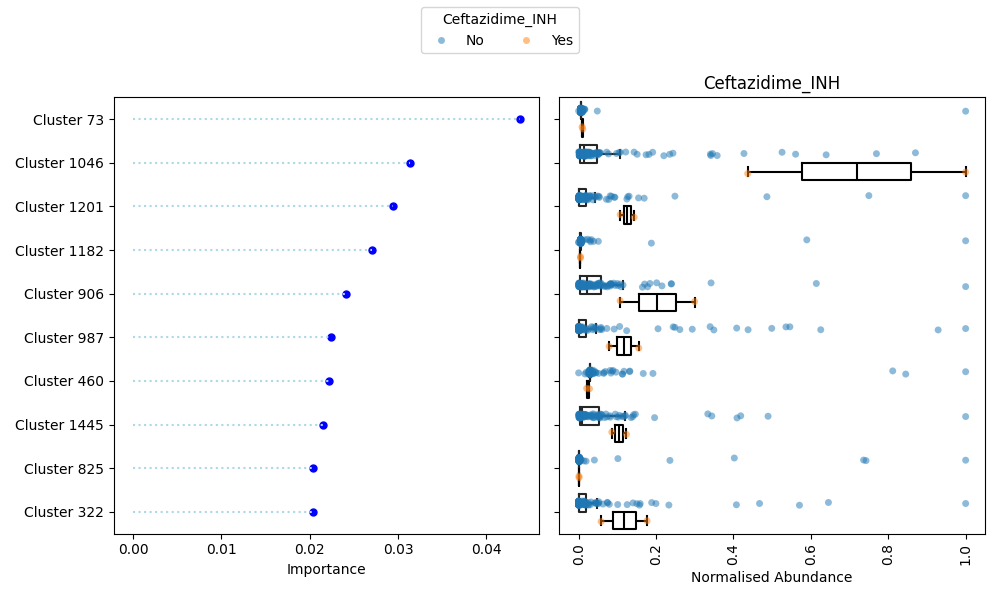 Ceftazidime_INH
No Yes
Ceftazidime_INH
Cluster 73
Cluster 1046
Cluster 1201
Cluster 1182
Cluster 906
Cluster 987
Cluster 460
Cluster 1445
Cluster 825
Cluster 322
0.00 0.01 0.02 0.03 0.04
Importance
0.0 0.2 0.4 0.6 0.8 1.0
Normalised Abundance